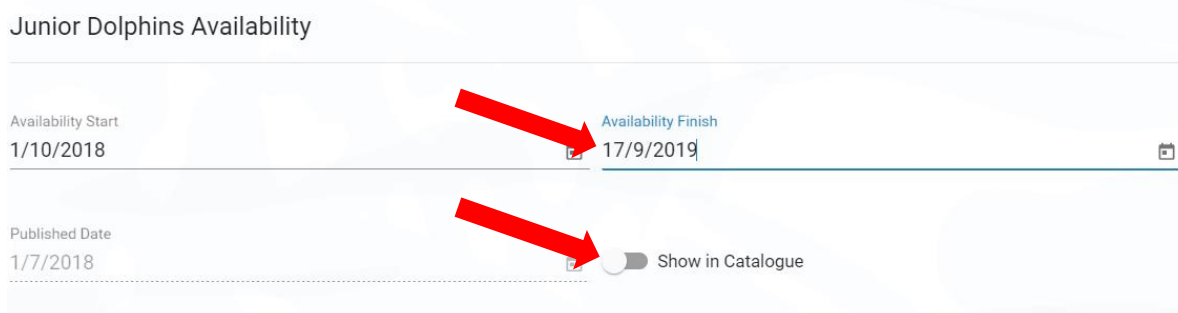 Junior Dolphins Availability
Availability Start
1/10/2018
Availability Finish
17/9/2019
Published Date
1/7/2018
Show in Catalogue